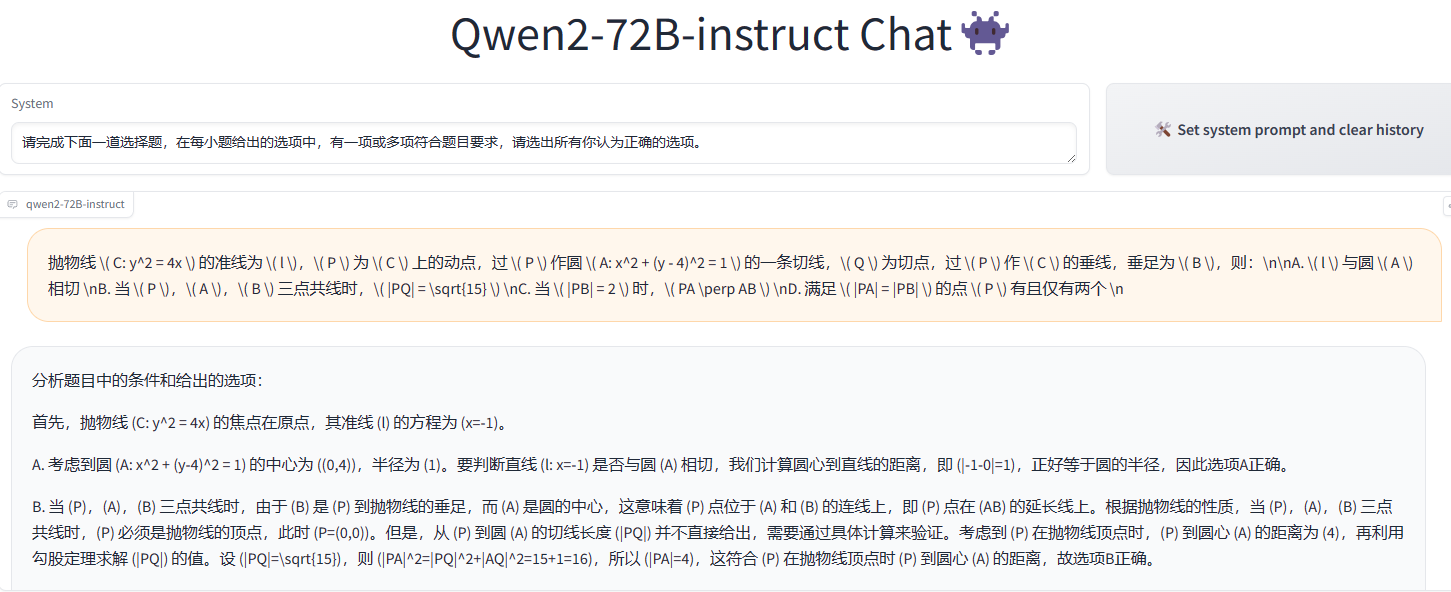 Qwen2-72B-instruct Chat
System
请完成下面一道选择题，在每小题给出的选项中，有一项或多项符合题目要求，请选出所有你认为正确的选项。
🛠️ Set system prompt and clear history
qwen2-72B-instruct
抛物线 \( C: y^2 = 4x \) 的准线为 \( l \)，\( P \) 为 \( C \) 上的动点，过 \( P \) 作圆 \( A: x^2 + (y - 4)^2 = 1 \) 的一条切线，\( Q \) 为切点，过 \( P \) 作 \( C \) 的垂线，垂足为 \( B \)，则：\n\nA. \( l \) 与圆 \( A \)
相切 \nB. 当 \( P \)，\( A \)，\( B \) 三点共线时，\( |PQ| = \sqrt{15} \) \nC. 当 \( |PB| = 2 \) 时，\( PA \perp AB \) \nD. 满足 \( |PA| = |PB| \) 的点 \( P \) 有且仅有两个 \n
分析题目中的条件和给出的选项：
首先，抛物线 (C: y^2 = 4x) 的焦点在原点，其准线 (l) 的方程为 (x=-1)。
A. 考虑到圆 (A: x^2 + (y-4)^2 = 1) 的中心为 ((0,4))，半径为 (1)。要判断直线 (l: x=-1) 是否与圆 (A) 相切，我们计算圆心到直线的距离，即 (|-1-0|=1)，正好等于圆的半径，因此选项A正确。
B. 当 (P)，(A)，(B) 三点共线时，由于 (B) 是 (P) 到抛物线的垂足，而 (A) 是圆的中心，这意味着 (P) 点位于 (A) 和 (B) 的连线上，即 (P) 点在 (AB) 的延长线上。根据抛物线的性质，当 (P)，(A)，(B) 三点
共线时，(P) 必须是抛物线的顶点，此时 (P=(0,0))。但是，从 (P) 到圆 (A) 的切线长度 (|PQ|) 并不直接给出，需要通过具体计算来验证。考虑到 (P) 在抛物线顶点时，(P) 到圆心 (A) 的距离为 (4)，再利用
勾股定理求解 (|PQ|) 的值。设 (|PQ|=\sqrt{15})，则 (|PA|^2=|PQ|^2+|AQ|^2=15+1=16)，所以 (|PA|=4)，这符合 (P) 在抛物线顶点时 (P) 到圆心 (A) 的距离，故选项B正确。